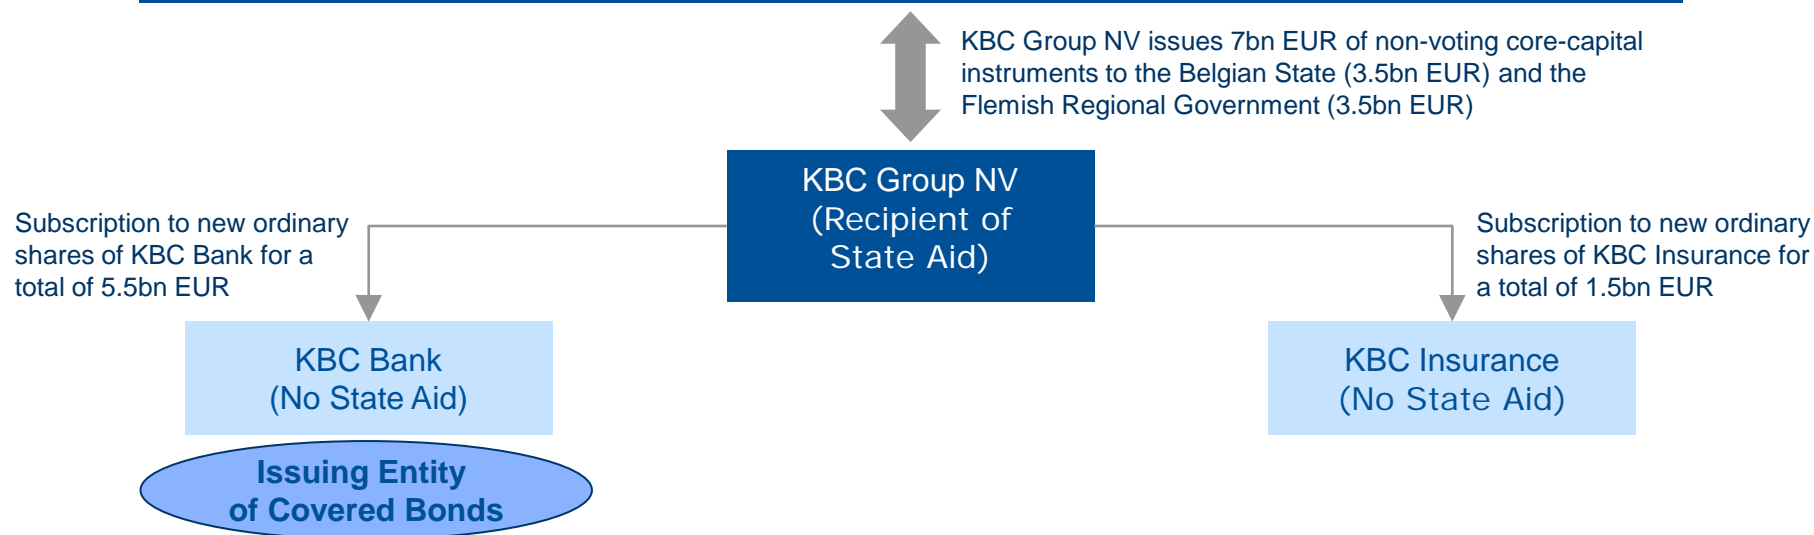 KBC Group NV issues 7bn EUR of non-voting core-capital
instruments to the Belgian State (3.5bn EUR) and the
Flemish Regional Government (3.5bn EUR)
KBC Group NV
(Recipient of
State Aid)
Subscription to new ordinary
shares of KBC Bank for a
total of 5.5bn EUR
Subscription to new ordinary
shares of KBC Insurance for
a total of 1.5bn EUR
KBC Bank
(No State Aid)
KBC Insurance
(No State Aid)
Issuing Entity
of Covered Bonds